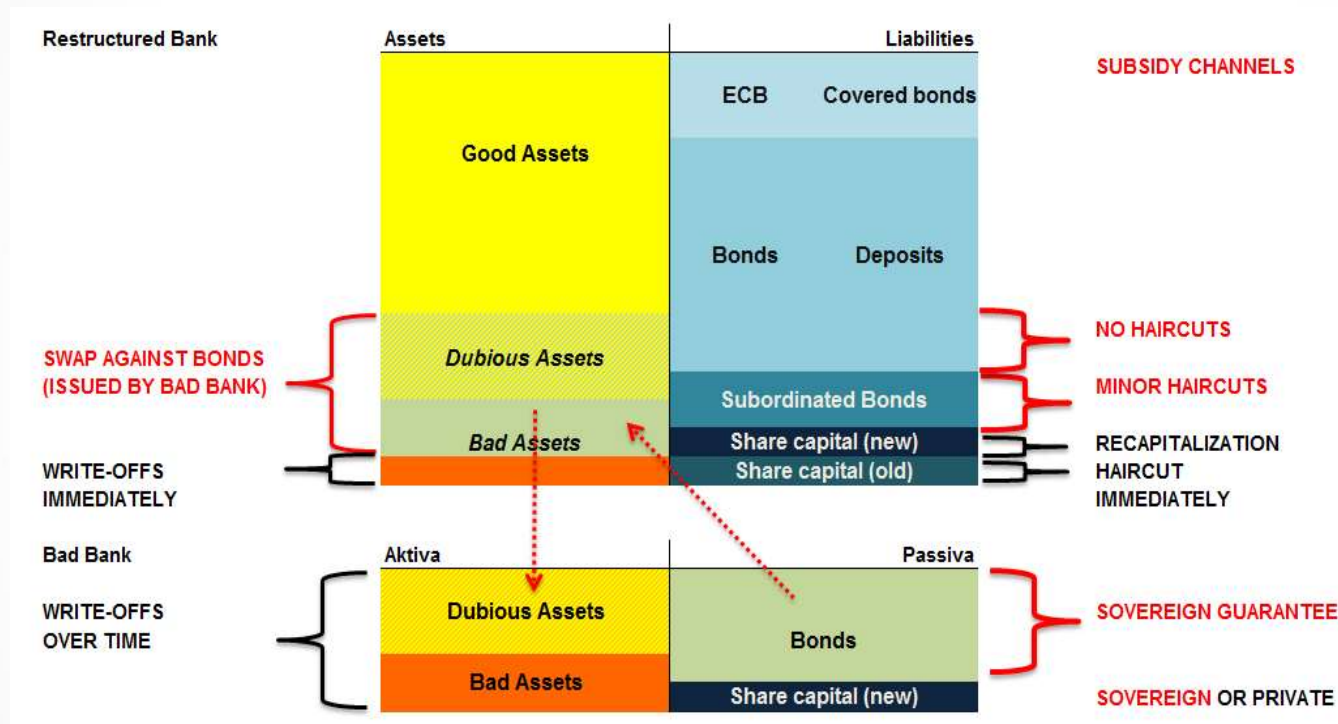 Restructured Bank
Assets
Liabilities
SUBSIDY CHANNELS
ECB
Covered bonds
Good Assets
Bonds
Deposits
NO HAIRCUTS
SWAP AGAINST BONDS
(ISSUED BY BAD BANK)
Dubious Assets
MINOR HAIRCUTS
Subordinated Bonds
Bad Assets
Share capital (new)
RECAPITALIZATION
WRITE-OFFS
IMMEDIATELY
Share capital (old)
HAIRCUT
IMMEDIATELY
Bad Bank
Aktiva
Passiva
WRITE-OFFS
OVER TIME
Dubious Assets
Bonds
SOVEREIGN GUARANTEE
Bad Assets
Share capital (new)
SOVEREIGN OR PRIVATE